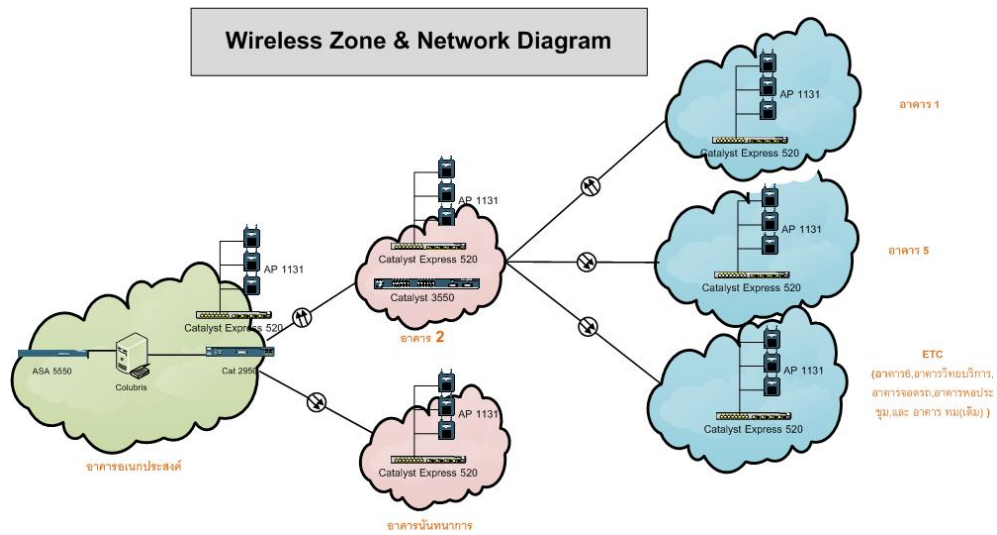 Wireless Zone & Network Diagram
AP 1131
Catalyst Express 520
อาคาร 1
AP 1131
Catalyst Express 520
อาคาร 5
AP 1131
Catalyst Express 520
Catalyst 3550
อาคาร 2
AP 1131
Catalyst Express 520
ASA 5550
Colubris
Cat 2950
อาคารอเนกประสงค์
AP 1131
Catalyst Express 520
อาคารนันทนาการ
AP 1131
Catalyst Express 520
ETC
(อาคาร6,อาคารวิทยบริการ,
อาคารจอดรถ,อาคารหอประ
ชุม,และ อาคาร ทม(เดิม) )